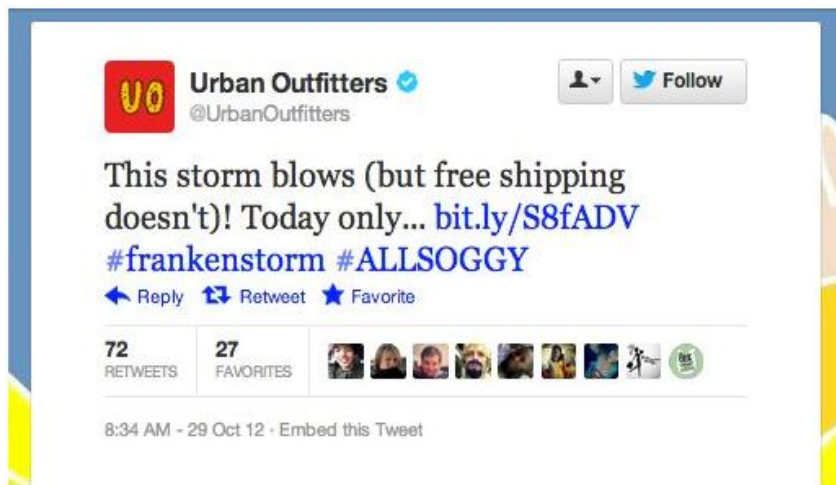 UO
Urban Outfitters
@UrbanOutfitters
Follow
This storm blows (but free shipping
doesn't)! Today only... bit.ly/S8fADV
#frankenstorm #ALLSOGGY
Reply Retweet Favorite
72 27
RETWEETS FAVORITES
8:34 AM - 29 Oct 12 · Embed this Tweet